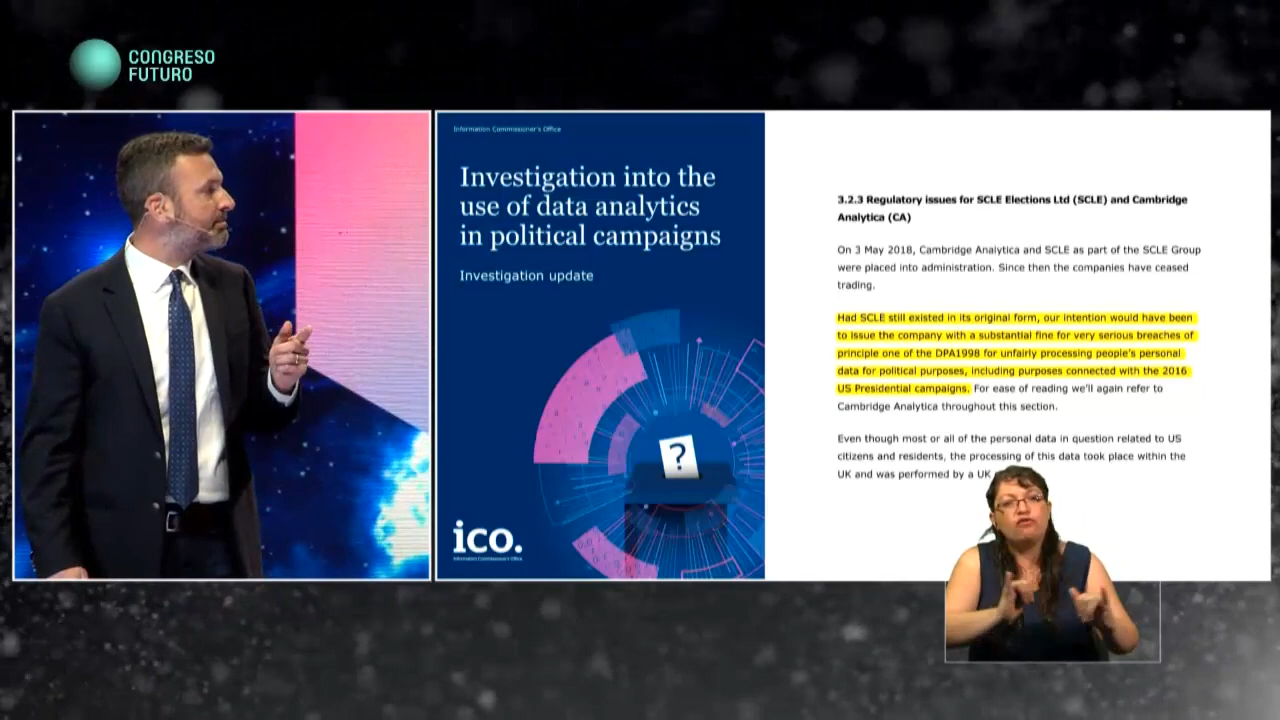 CONGRESO
FUTURO
Information Commissioner's Office
Investigation into the
use of data analytics
in political campaigns
Investigation update
?
ico.
Information Commissioner's Office
3.2.3 Regulatory issues for SCLE Elections Ltd (SCLE) and Cambridge
Analytica (CA)
On 3 May 2018, Cambridge Analytica and SCLE as part of the SCLE Group
were placed into administration. Since then the companies have ceased
trading.
Had SCLE still existed in its original form, our intention would have been
to issue the company with a substantial fine for very serious breaches of
principle one of the DPA1998 for unfairly processing people's personal
data for political purposes, including purposes connected with the 2016
US Presidential campaigns. For ease of reading we'll again refer to
Cambridge Analytica throughout this section.
Even though most or all of the personal data in question related to US
citizens and residents, the processing of this data took place within the
UK and was performed by a UK